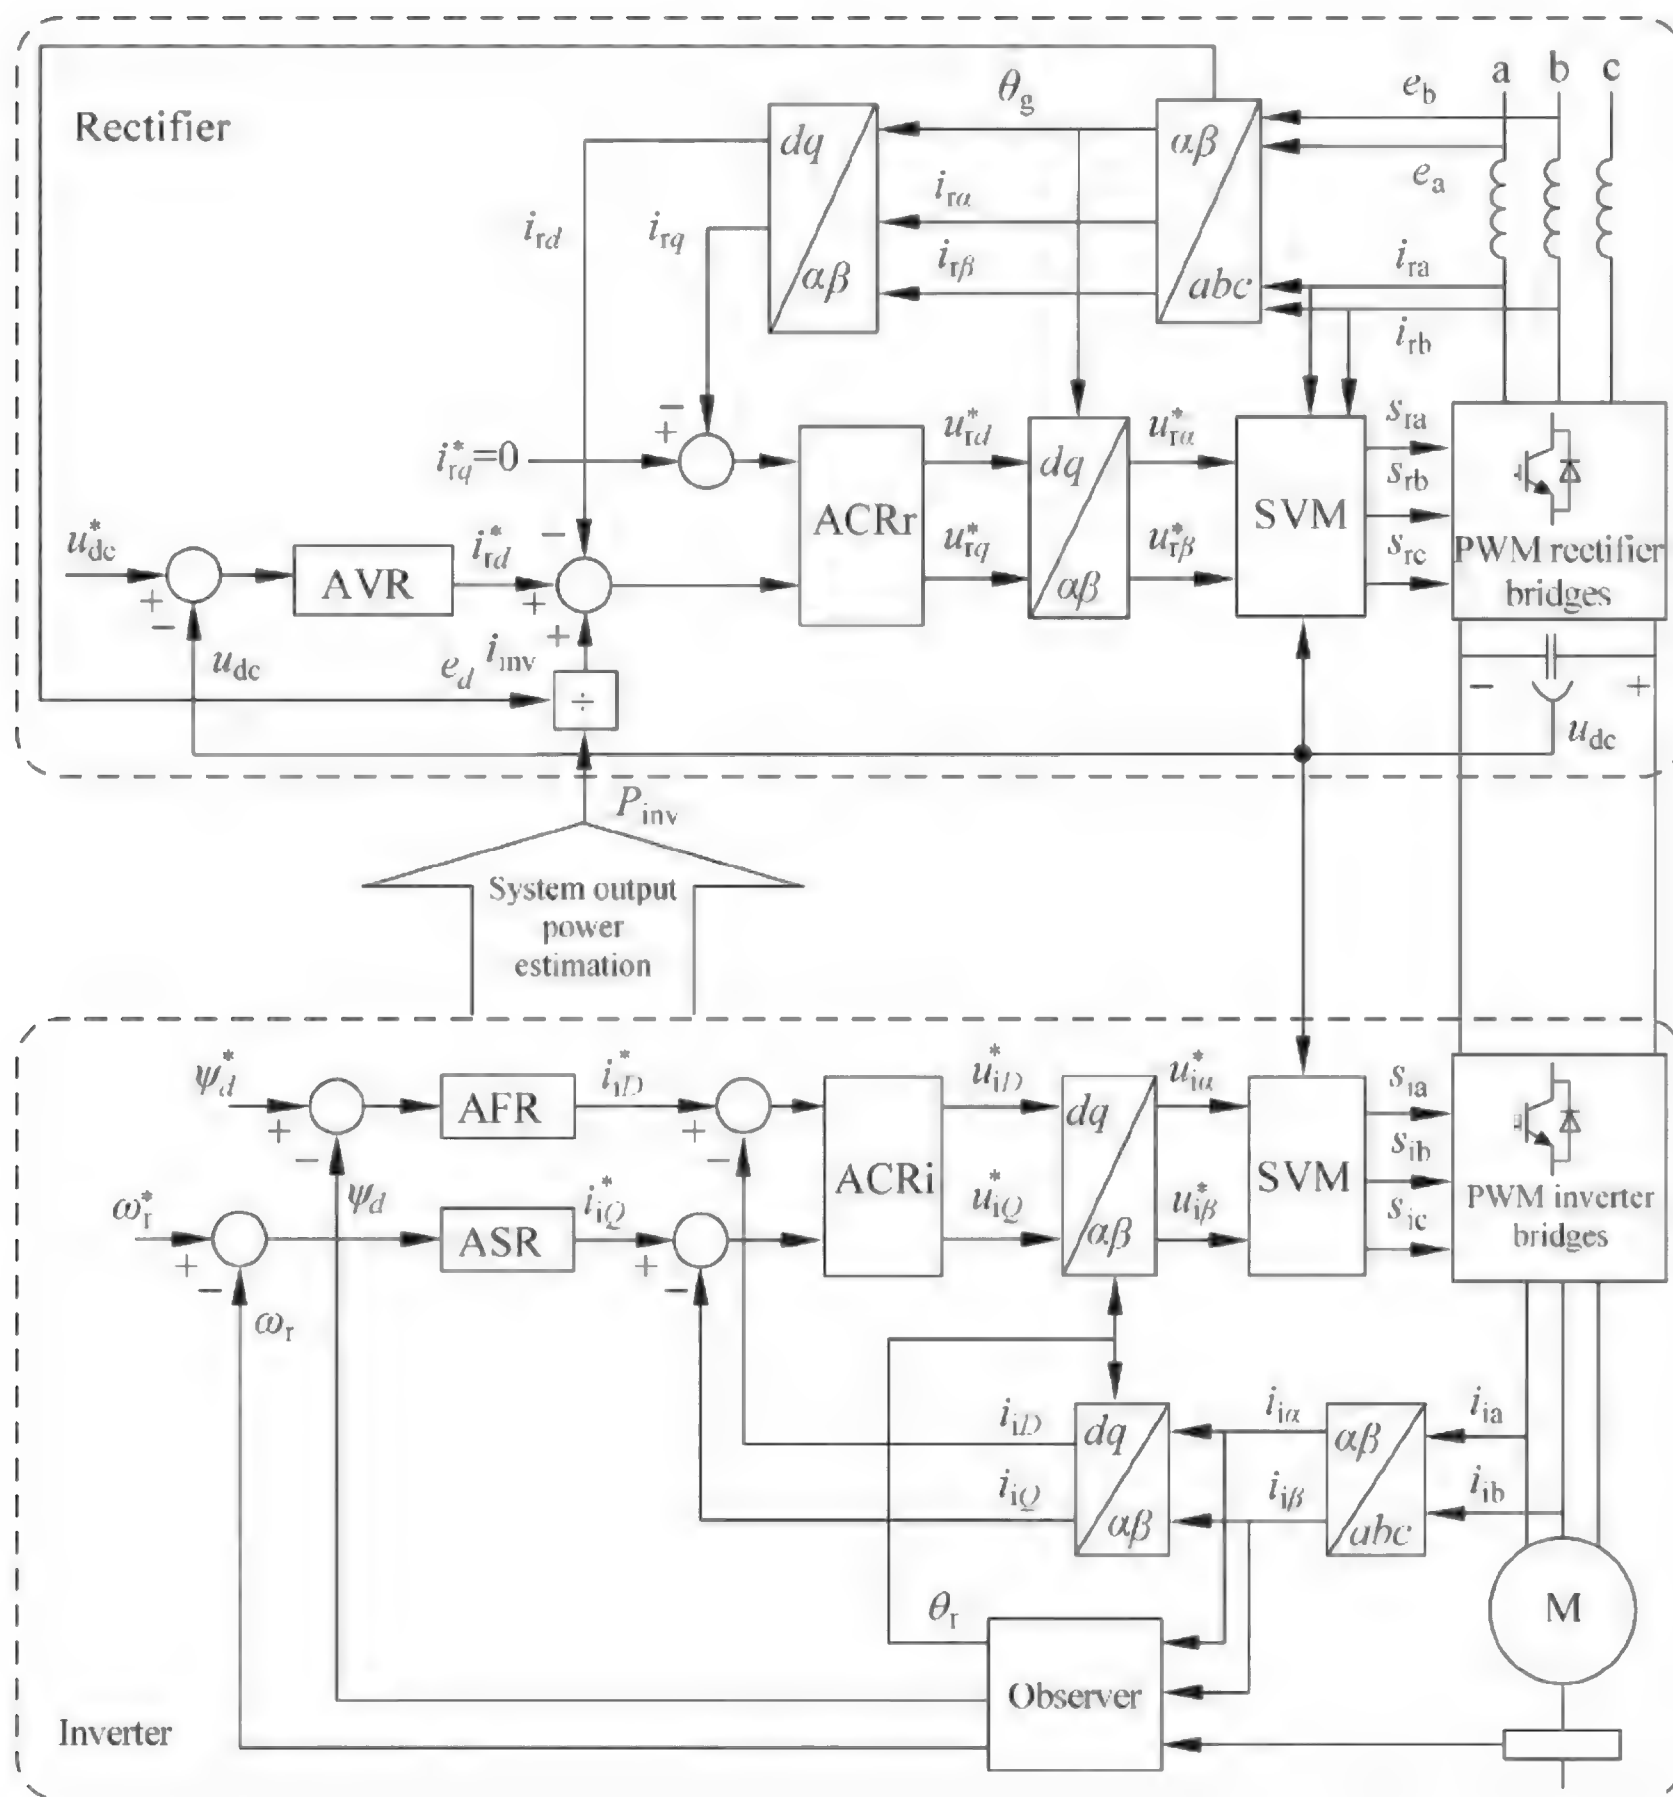 a b c
Rectifier
θg
eb
ea
dq
αβ
αβ
abc
irα
irβ
ird
irq
ira
irb
−
+
i*rq=0
ACRr
u*rd
u*rq
dq
αβ
u*rα
u*rβ
SVM
sra
srb
src
PWM rectifier
bridges
u*dc
+
−
AVR
i*rd
−
+
+
udc
ed
iinv
÷
−
+
udc
Pinv
System output
power
estimation
ψ*d
+
−
AFR
i*iD
+
−
ACRi
u*iD
u*iQ
dq
αβ
u*iα
u*iβ
SVM
sia
sib
sic
PWM inverter
bridges
ω*r
+
−
ψd
ASR
i*iQ
+
−
ωr
iiD
iiQ
dq
αβ
iiα
iiβ
αβ
abc
iia
iib
θr
M
Observer
Inverter